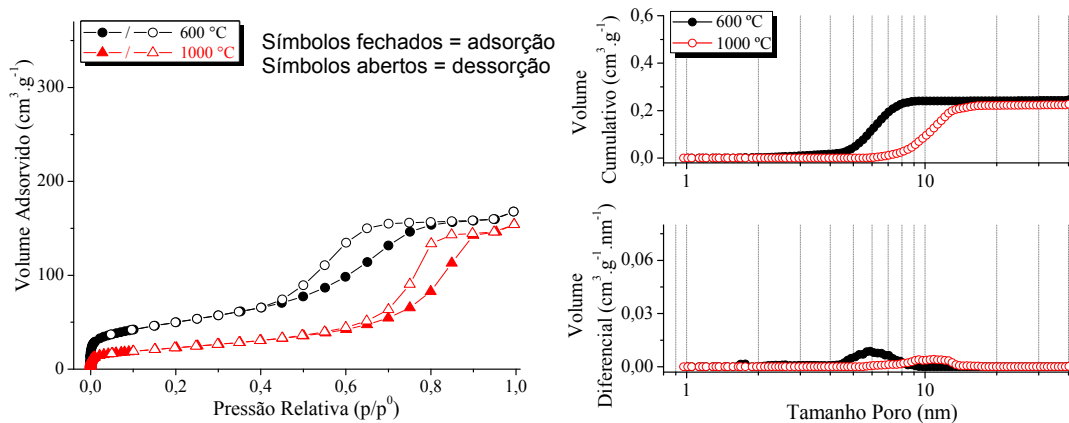 ● / ○ 600 °C
▲ / △ 1000 °C
Símbolos fechados = adsorção
Símbolos abertos = dessorção
Volume Adsorvido (cm³.g⁻¹)
300
200
100
0
0,0 0,2 0,4 0,6 0,8 1,0
Pressão Relativa (p/p⁰)
600 °C
1000 ºC
Volume
Cumulativo (cm³.g⁻¹)
0,6
0,4
0,2
0,0
1 10
600 °C
1000 ºC
Volume
Diferencial (cm³.g⁻¹.nm⁻¹)
0,06
0,03
0,00
1 10
Tamanho Poro (nm)